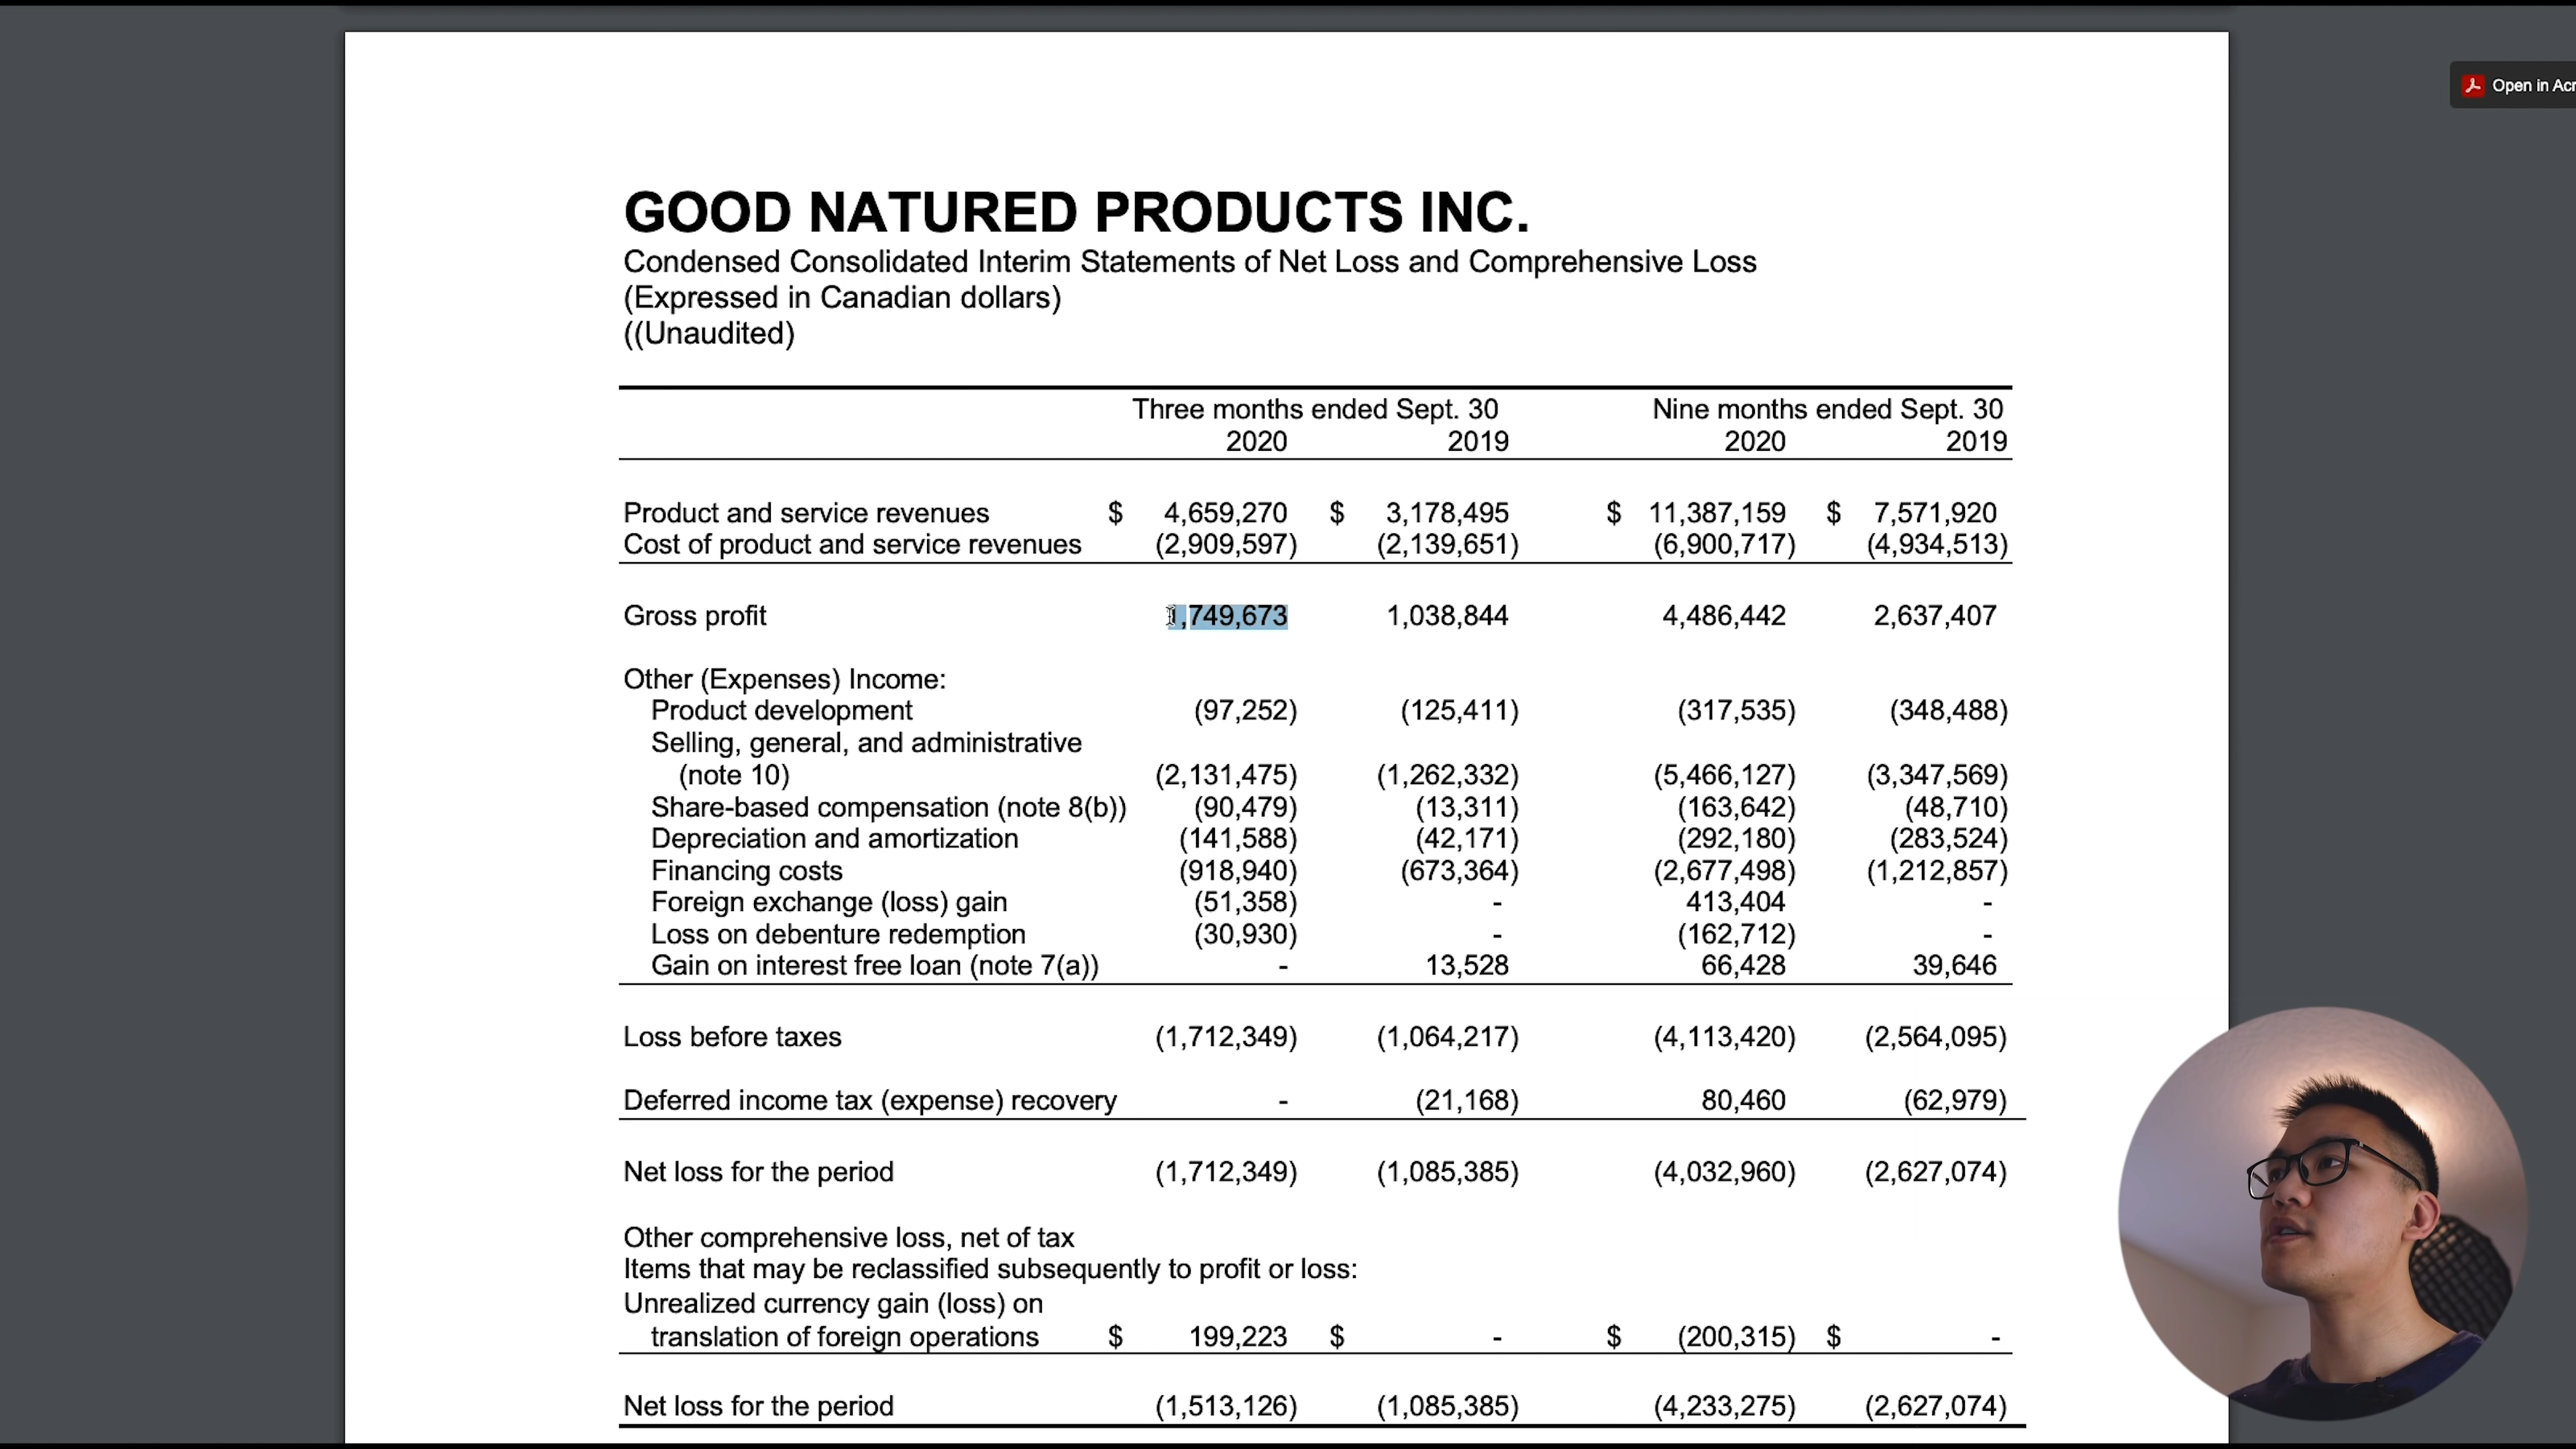 Open in Acr
GOOD NATURED PRODUCTS INC.
Condensed Consolidated Interim Statements of Net Loss and Comprehensive Loss
(Expressed in Canadian dollars)
((Unaudited)
Three months ended Sept. 30 Nine months ended Sept. 30
2020 2019 2020 2019
Product and service revenues $ 4,659,270 $ 3,178,495 $ 11,387,159 $ 7,571,920
Cost of product and service revenues (2,909,597) (2,139,651) (6,900,717) (4,934,513)
Gross profit 1,749,673 1,038,844 4,486,442 2,637,407
Other (Expenses) Income:
Product development (97,252) (125,411) (317,535) (348,488)
Selling, general, and administrative
(note 10) (2,131,475) (1,262,332) (5,466,127) (3,347,569)
Share-based compensation (note 8(b)) (90,479) (13,311) (163,642) (48,710)
Depreciation and amortization (141,588) (42,171) (292,180) (283,524)
Financing costs (918,940) (673,364) (2,677,498) (1,212,857)
Foreign exchange (loss) gain (51,358) - 413,404 -
Loss on debenture redemption (30,930) - (162,712) -
Gain on interest free loan (note 7(a)) - 13,528 66,428 39,646
Loss before taxes (1,712,349) (1,064,217) (4,113,420) (2,564,095)
Deferred income tax (expense) recovery - (21,168) 80,460 (62,979)
Net loss for the period (1,712,349) (1,085,385) (4,032,960) (2,627,074)
Other comprehensive loss, net of tax
Items that may be reclassified subsequently to profit or loss:
Unrealized currency gain (loss) on
translation of foreign operations $ 199,223 $ - $ (200,315) $ -
Net loss for the period (1,513,126) (1,085,385) (4,233,275) (2,627,074)